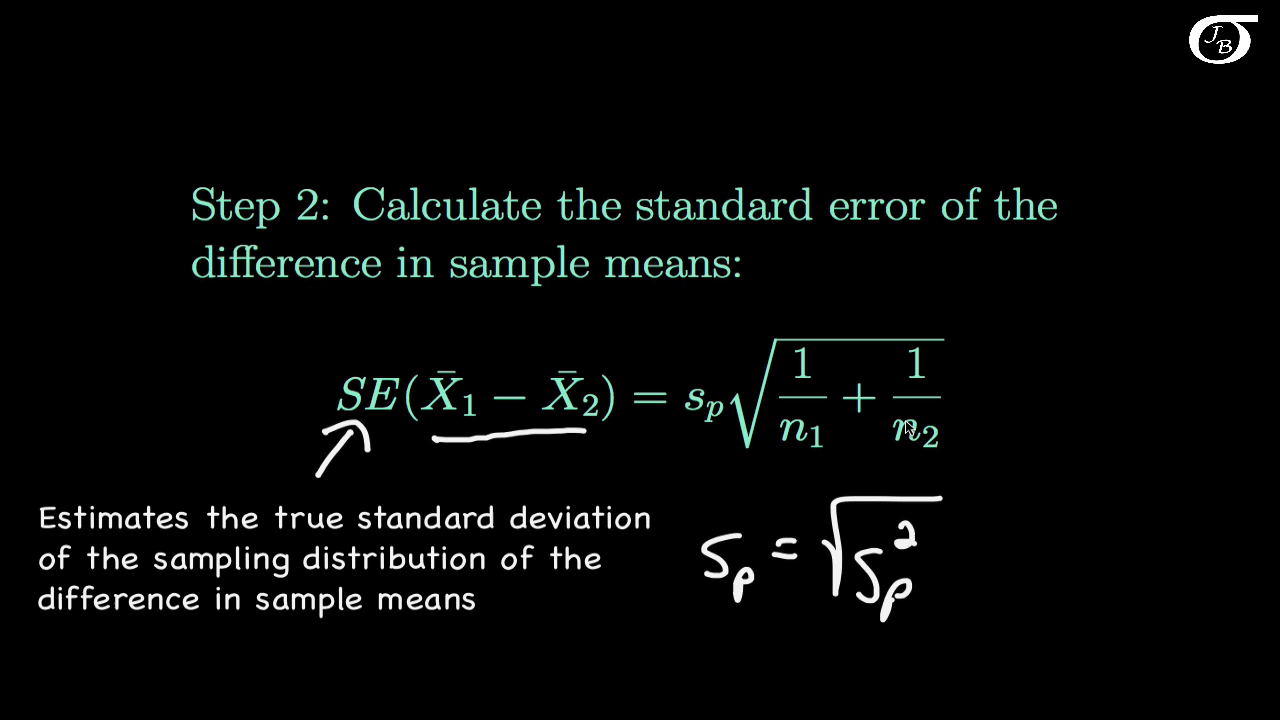 JB
Step 2: Calculate the standard error of the
difference in sample means:
SE(X̄₁ − X̄₂) = sₚ√(1/n₁ + 1/n₂)
Estimates the true standard deviation
of the sampling distribution of the
difference in sample means
Sₚ = √Sₚ²